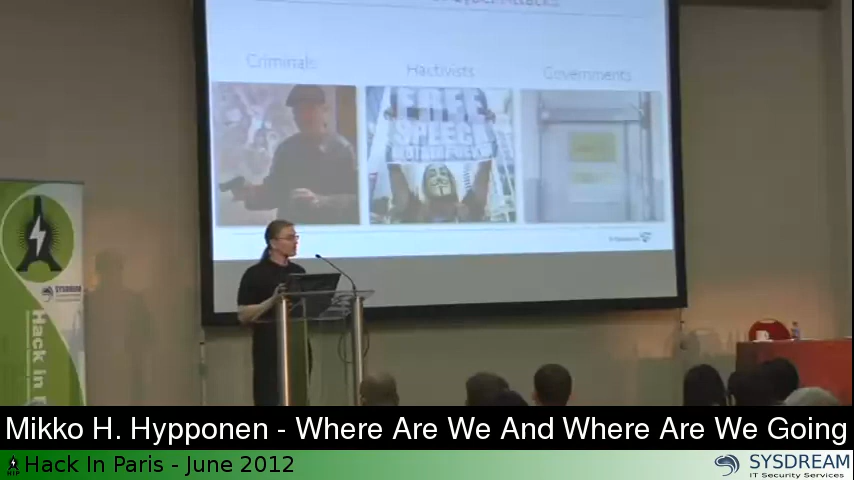 Criminals
Hactivists
Governments
FREE
SPEECH
SYSDREAM
Hack in
Mikko H. Hypponen - Where Are We And Where Are We Going
Hack In Paris - June 2012
SYSDREAM
IT Security Services